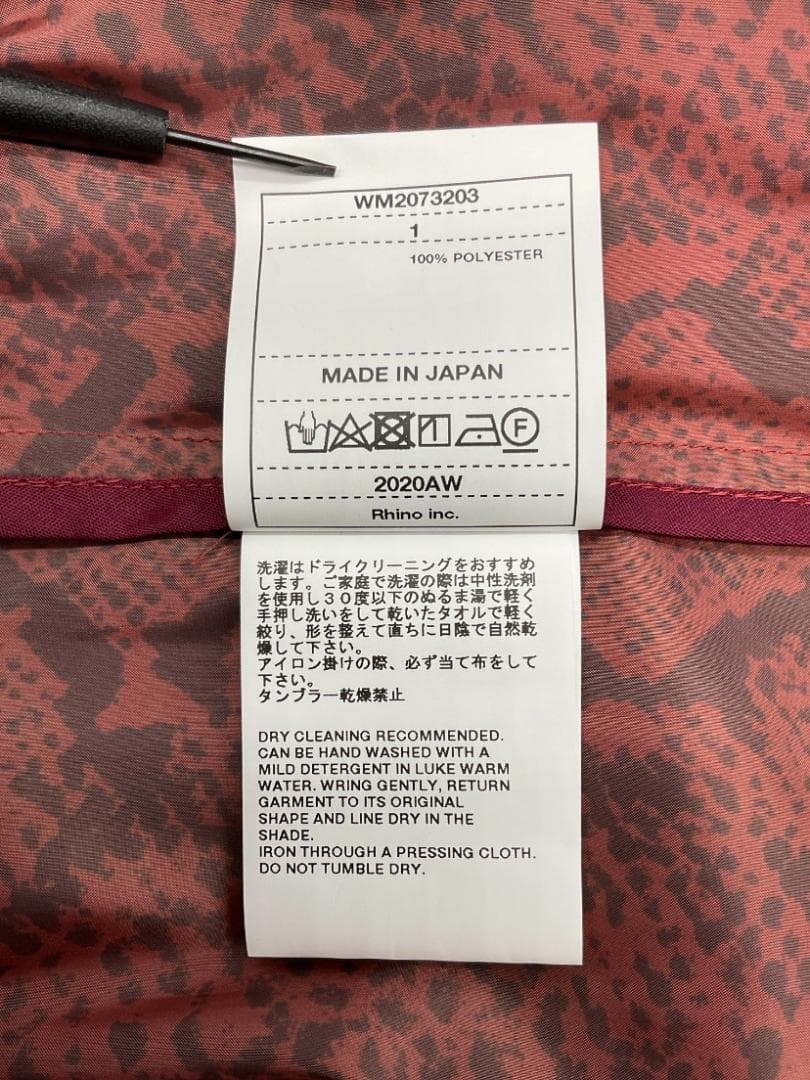 WM2073203
1
100% POLYESTER
MADE IN JAPAN
F
2020AW
Rhino inc.
洗濯はドライクリーニングをおすすめ
します。ご家庭で洗濯の際は中性洗剤
を使用し30度以下のぬるま湯で軽く
手押し洗いをして乾いたタオルで軽く
絞り、形を整えて直ちに日陰で自然乾
燥して下さい。
アイロン掛けの際、必ず当て布をして
下さい。
タンブラー乾燥禁止
DRY CLEANING RECOMMENDED.
CAN BE HAND WASHED WITH A
MILD DETERGENT IN LUKE WARM
WATER. WRING GENTLY, RETURN
GARMENT TO ITS ORIGINAL
SHAPE AND LINE DRY IN THE
SHADE.
IRON THROUGH A PRESSING CLOTH.
DO NOT TUMBLE DRY.